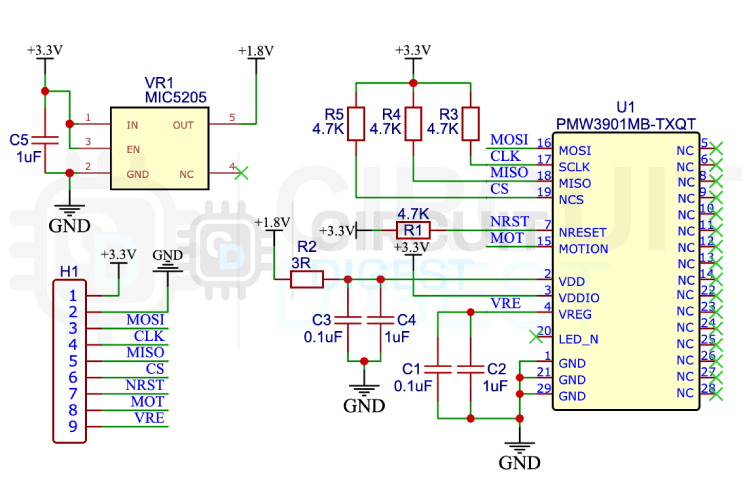 +3.3V
+1.8V
+3.3V
VR1
MIC5205
1 IN OUT 5
3 EN
2 GND NC 4
C5
1uF
GND
R5
4.7K
R4
4.7K
R3
4.7K
U1
PMW3901MB-TXQT
MOSI 16 MOSI
CLK 17 SCLK
MISO 18 MISO
CS 19 NCS
NRST 7 NRESET
MOT 15 MOTION
2 VDD
3 VDDIO
VRE 4 VREG
20 LED_N
1 GND
21 GND
29 GND
NC 5
NC 6
NC 8
NC 9
NC 10
NC 11
NC 12
NC 13
NC 14
NC 22
NC 23
NC 24
NC 25
NC 26
NC 27
NC 28
4.7K
+3.3V R1
+3.3V
+1.8V
R2
3R
C3
0.1uF
C4
1uF
GND
C1
0.1uF
C2
1uF
GND
+3.3V
GND
H1
1
2
3 MOSI
4 CLK
5 MISO
6 CS
7 NRST
8 MOT
9 VRE
CIRCUIT
DIGEST
CD